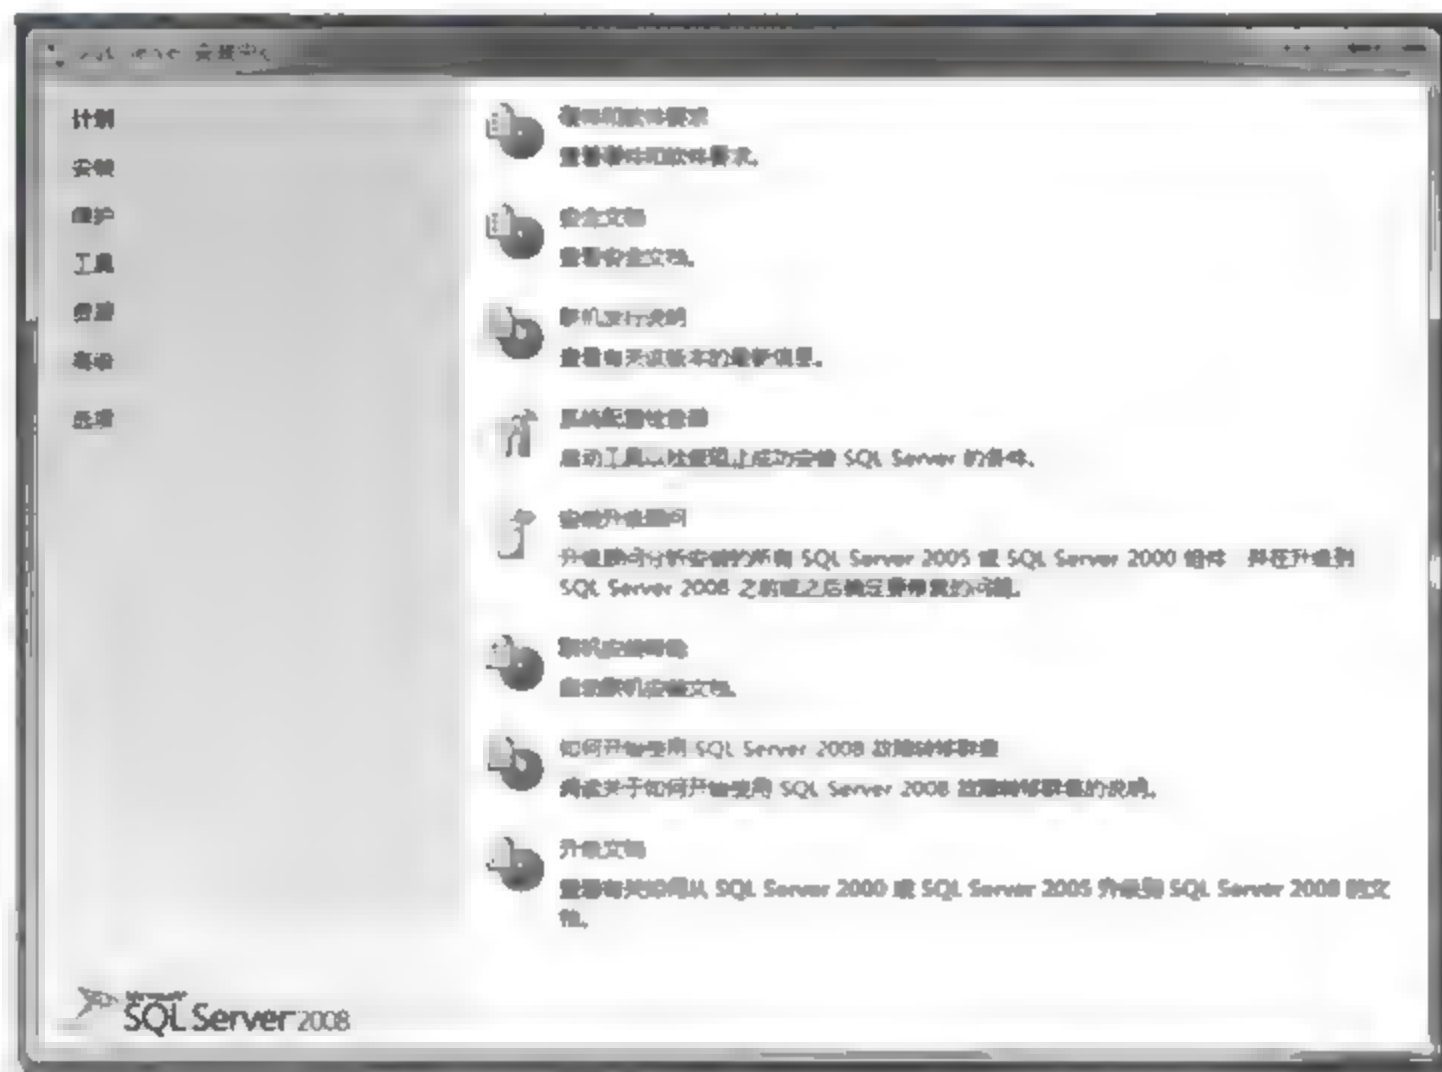 SQL Server 安装中心
计划
安装
维护
工具
资源
高级
选项
硬件和软件要求
查看硬件和软件要求。
安全文档
查看安全文档。
联机发行说明
查看有关该版本的最新信息。
系统配置检查器
启动工具以检查阻止成功安装 SQL Server 的条件。
安装升级顾问
升级顾问分析安装的所有 SQL Server 2005 或 SQL Server 2000 组件，并在升级到
SQL Server 2008 之前或之后确定要修复的问题。
联机安装帮助
联机安装文档。
如何开始使用 SQL Server 2008 故障转移群集
阅读关于如何开始使用 SQL Server 2008 故障转移群集的说明。
升级文档
查看有关如何从 SQL Server 2000 或 SQL Server 2005 升级到 SQL Server 2008 的文
档。
Microsoft
SQL Server 2008